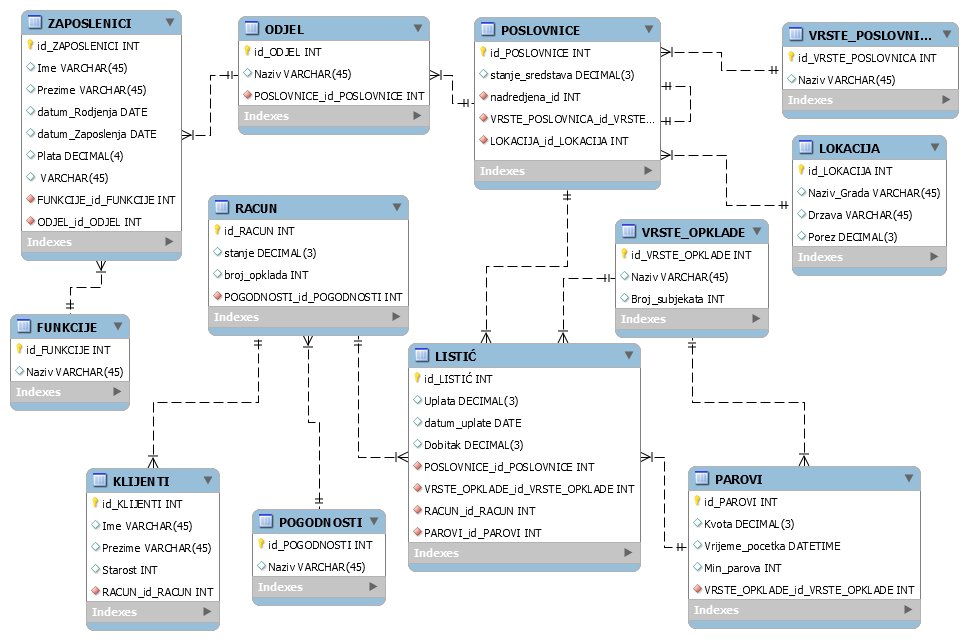 ZAPOSLENICI
id_ZAPOSLENICI INT
Ime VARCHAR(45)
Prezime VARCHAR(45)
datum_Rodjenja DATE
datum_Zaposlenja DATE
Plata DECIMAL(4)
VARCHAR(45)
FUNKCIJE_id_FUNKCIJE INT
ODJEL_id_ODJEL INT
Indexes
ODJEL
id_ODJEL INT
Naziv VARCHAR(45)
POSLOVNICE_id_POSLOVNICE INT
Indexes
POSLOVNICE
id_POSLOVNICE INT
stanje_sredstava DECIMAL(3)
nadredjena_id INT
VRSTE_POSLOVNICA_id_VRSTE...
LOKACIJA_id_LOKACIJA INT
Indexes
VRSTE_POSLOVNI...
id_VRSTE_POSLOVNICA INT
Naziv VARCHAR(45)
Indexes
LOKACIJA
id_LOKACIJA INT
Naziv_Grada VARCHAR(45)
Drzava VARCHAR(45)
Porez DECIMAL(3)
Indexes
RACUN
id_RACUN INT
stanje DECIMAL(3)
broj_opklada INT
POGODNOSTI_id_POGODNOSTI INT
Indexes
VRSTE_OPKLADE
id_VRSTE_OPKLADE INT
Naziv VARCHAR(45)
Broj_subjekata INT
Indexes
FUNKCIJE
id_FUNKCIJE INT
Naziv VARCHAR(45)
Indexes
LISTIĆ
id_LISTIĆ INT
Uplata DECIMAL(3)
datum_uplate DATE
Dobitak DECIMAL(3)
POSLOVNICE_id_POSLOVNICE INT
VRSTE_OPKLADE_id_VRSTE_OPKLADE INT
RACUN_id_RACUN INT
PAROVI_id_PAROVI INT
Indexes
KLIJENTI
id_KLIJENTI INT
Ime VARCHAR(45)
Prezime VARCHAR(45)
Starost INT
RACUN_id_RACUN INT
Indexes
POGODNOSTI
id_POGODNOSTI INT
Naziv VARCHAR(45)
Indexes
PAROVI
id_PAROVI INT
Kvota DECIMAL(3)
Vrijeme_pocetka DATETIME
Min_parova INT
VRSTE_OPKLADE_id_VRSTE_OPKLADE INT
Indexes